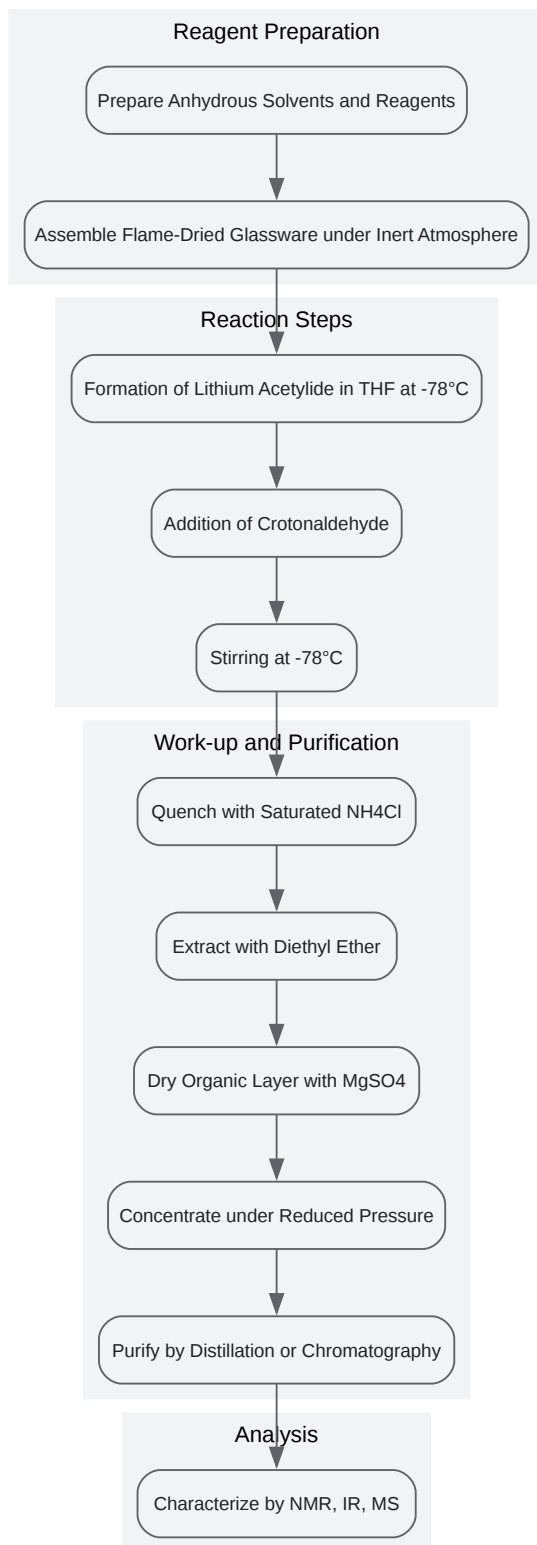 Reagent Preparation
Prepare Anhydrous Solvents and Reagents
Assemble Flame-Dried Glassware under Inert Atmosphere
Reaction Steps
Formation of Lithium Acetylide in THF at -78°C
Addition of Crotonaldehyde
Stirring at -78°C
Work-up and Purification
Quench with Saturated NH4Cl
Extract with Diethyl Ether
Dry Organic Layer with MgSO4
Concentrate under Reduced Pressure
Purify by Distillation or Chromatography
Analysis
Characterize by NMR, IR, MS